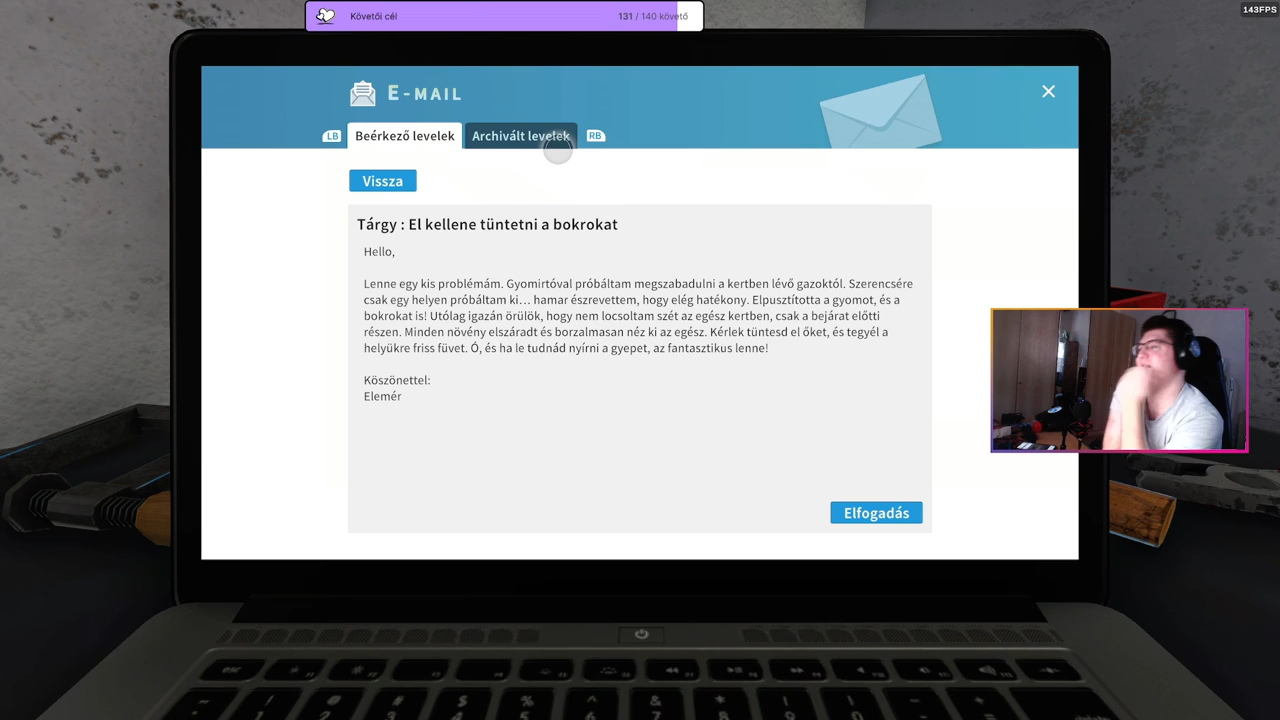 Követői cél
131 / 140 követő
143FPS
E-MAIL
LB
Beérkező levelek
Archivált levelek
RB
Vissza
Tárgy : El kellene tüntetni a bokrokat
Hello,
Lenne egy kis problémám. Gyomirtóval próbáltam megszabadulni a kertben lévő gazoktól. Szerencsére
csak egy helyen próbáltam ki... hamar észrevettem, hogy elég hatékony. Elpusztította a gyomot, és a
bokrokat is! Utólag igazán örülök, hogy nem locsoltam szét az egész kertben, csak a bejárat előtti
részen. Minden növény elszáradt és borzalmasan néz ki az egész. Kérlek tüntesd el őket, és tegyél a
helyükre friss füvet. Ó, és ha le tudnád nyírni a gyepet, az fantasztikus lenne!
Köszönettel:
Elemér
Elfogadás
esc